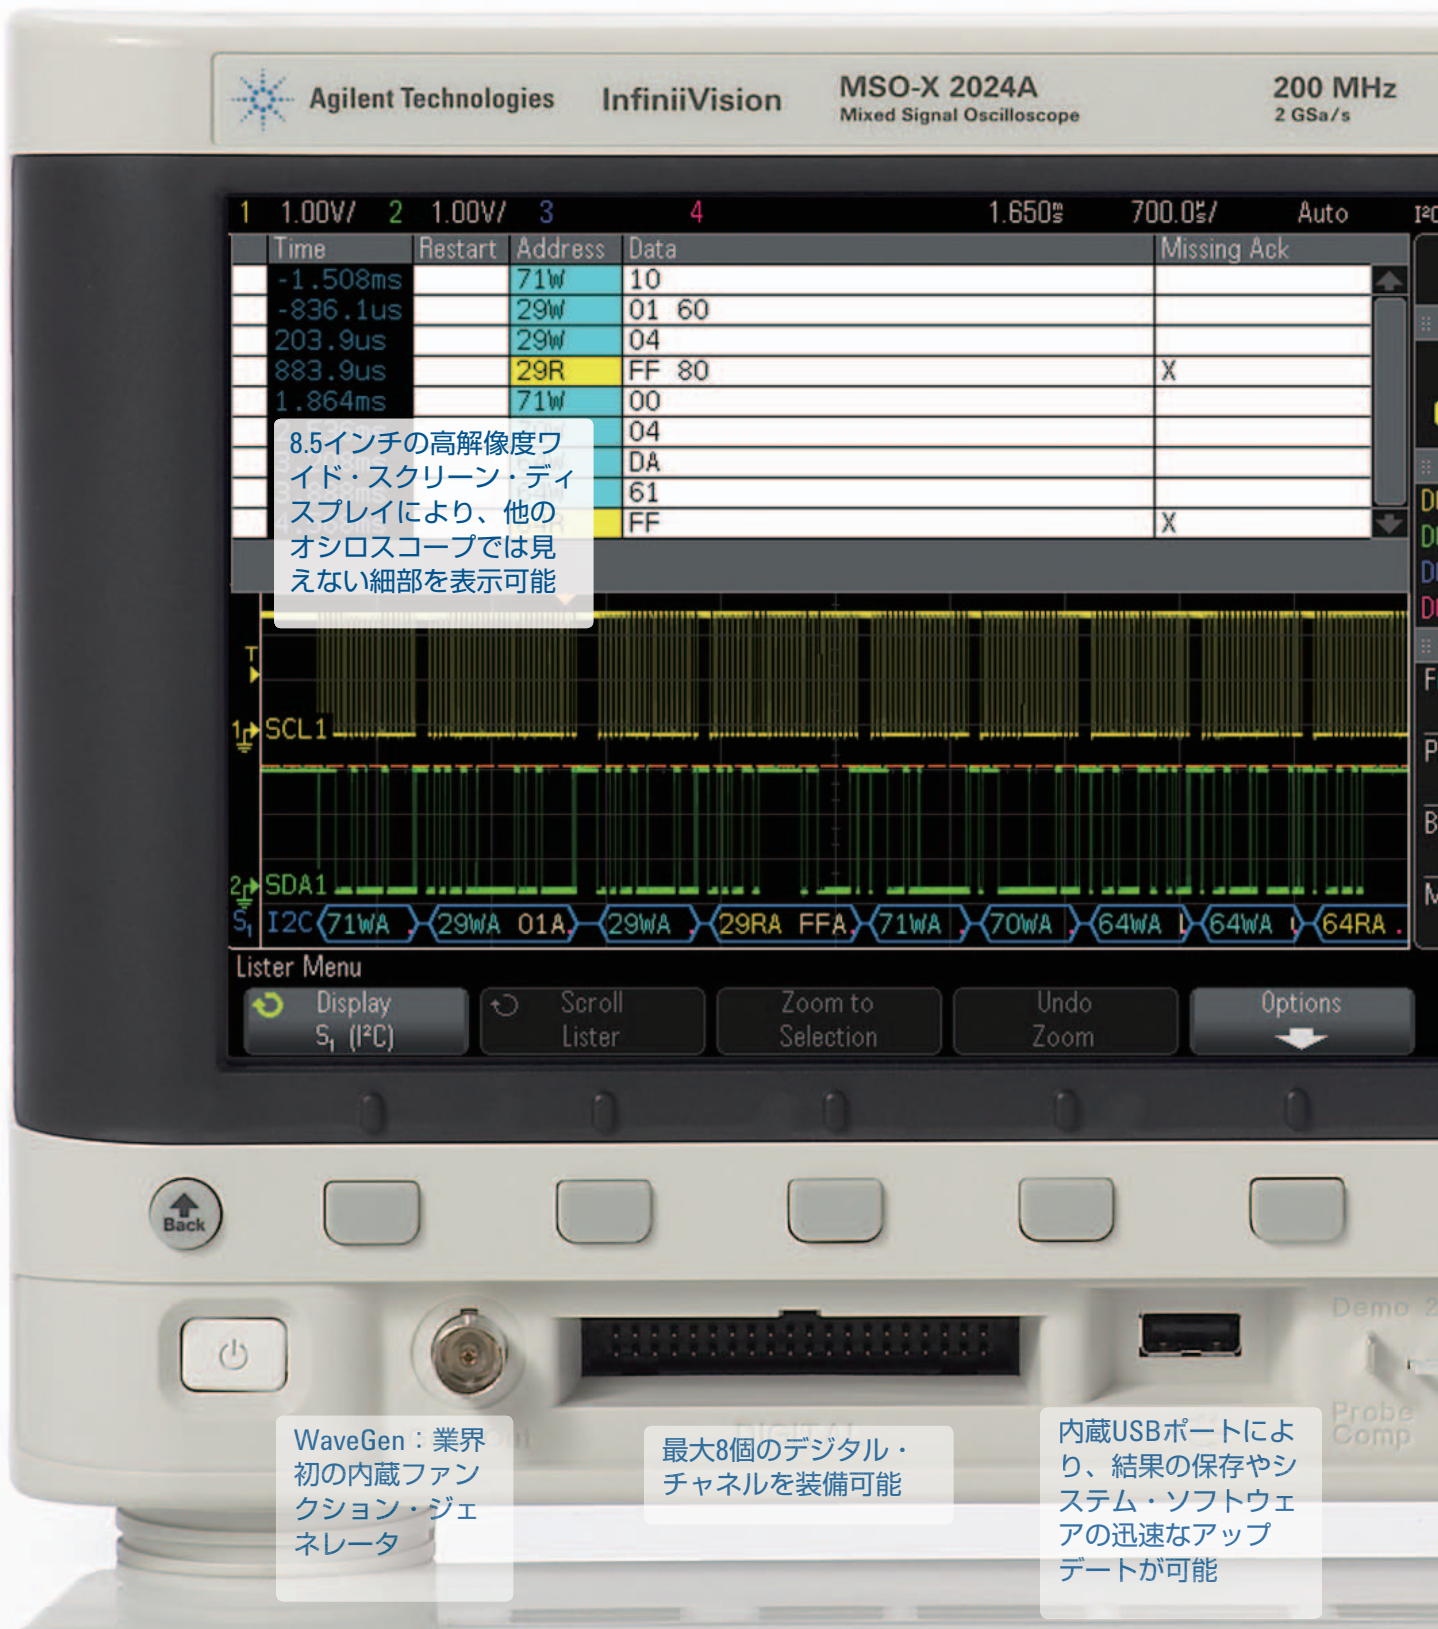 Agilent Technologies InfiniiVision MSO-X 2024A 200 MHz
Mixed Signal Oscilloscope 2 GSa/s
1 1.00V/ 2 1.00V/ 3 4 1.650ms 700.0µs/ Auto
Time Restart Address Data Missing Ack
-1.508ms 71W 10
-836.1us 29W 01 60
203.9us 29W 04
883.9us 29R FF 80 X
1.864ms 71W 00
04
DA
61
FF X
8.5インチの高解像度ワ
イド・スクリーン・ディ
スプレイにより、他の
オシロスコープでは見
えない細部を表示可能
T
1 SCL1
2 SDA1
S1 I2C 71WA 29WA 01A 29WA 29RA FFA 71WA 70WA 64WA 64WA 64RA
Lister Menu
Display Scroll Zoom to Undo Options
S1 (I²C) Lister Selection Zoom
Back
Demo 2
Probe
Comp
DIGITAL
WaveGen：業界
初の内蔵ファン
クション・ジェ
ネレータ
最大8個のデジタル・
チャネルを装備可能
内蔵USBポートによ
り、結果の保存やシ
ステム・ソフトウェ
アの迅速なアップ
デートが可能